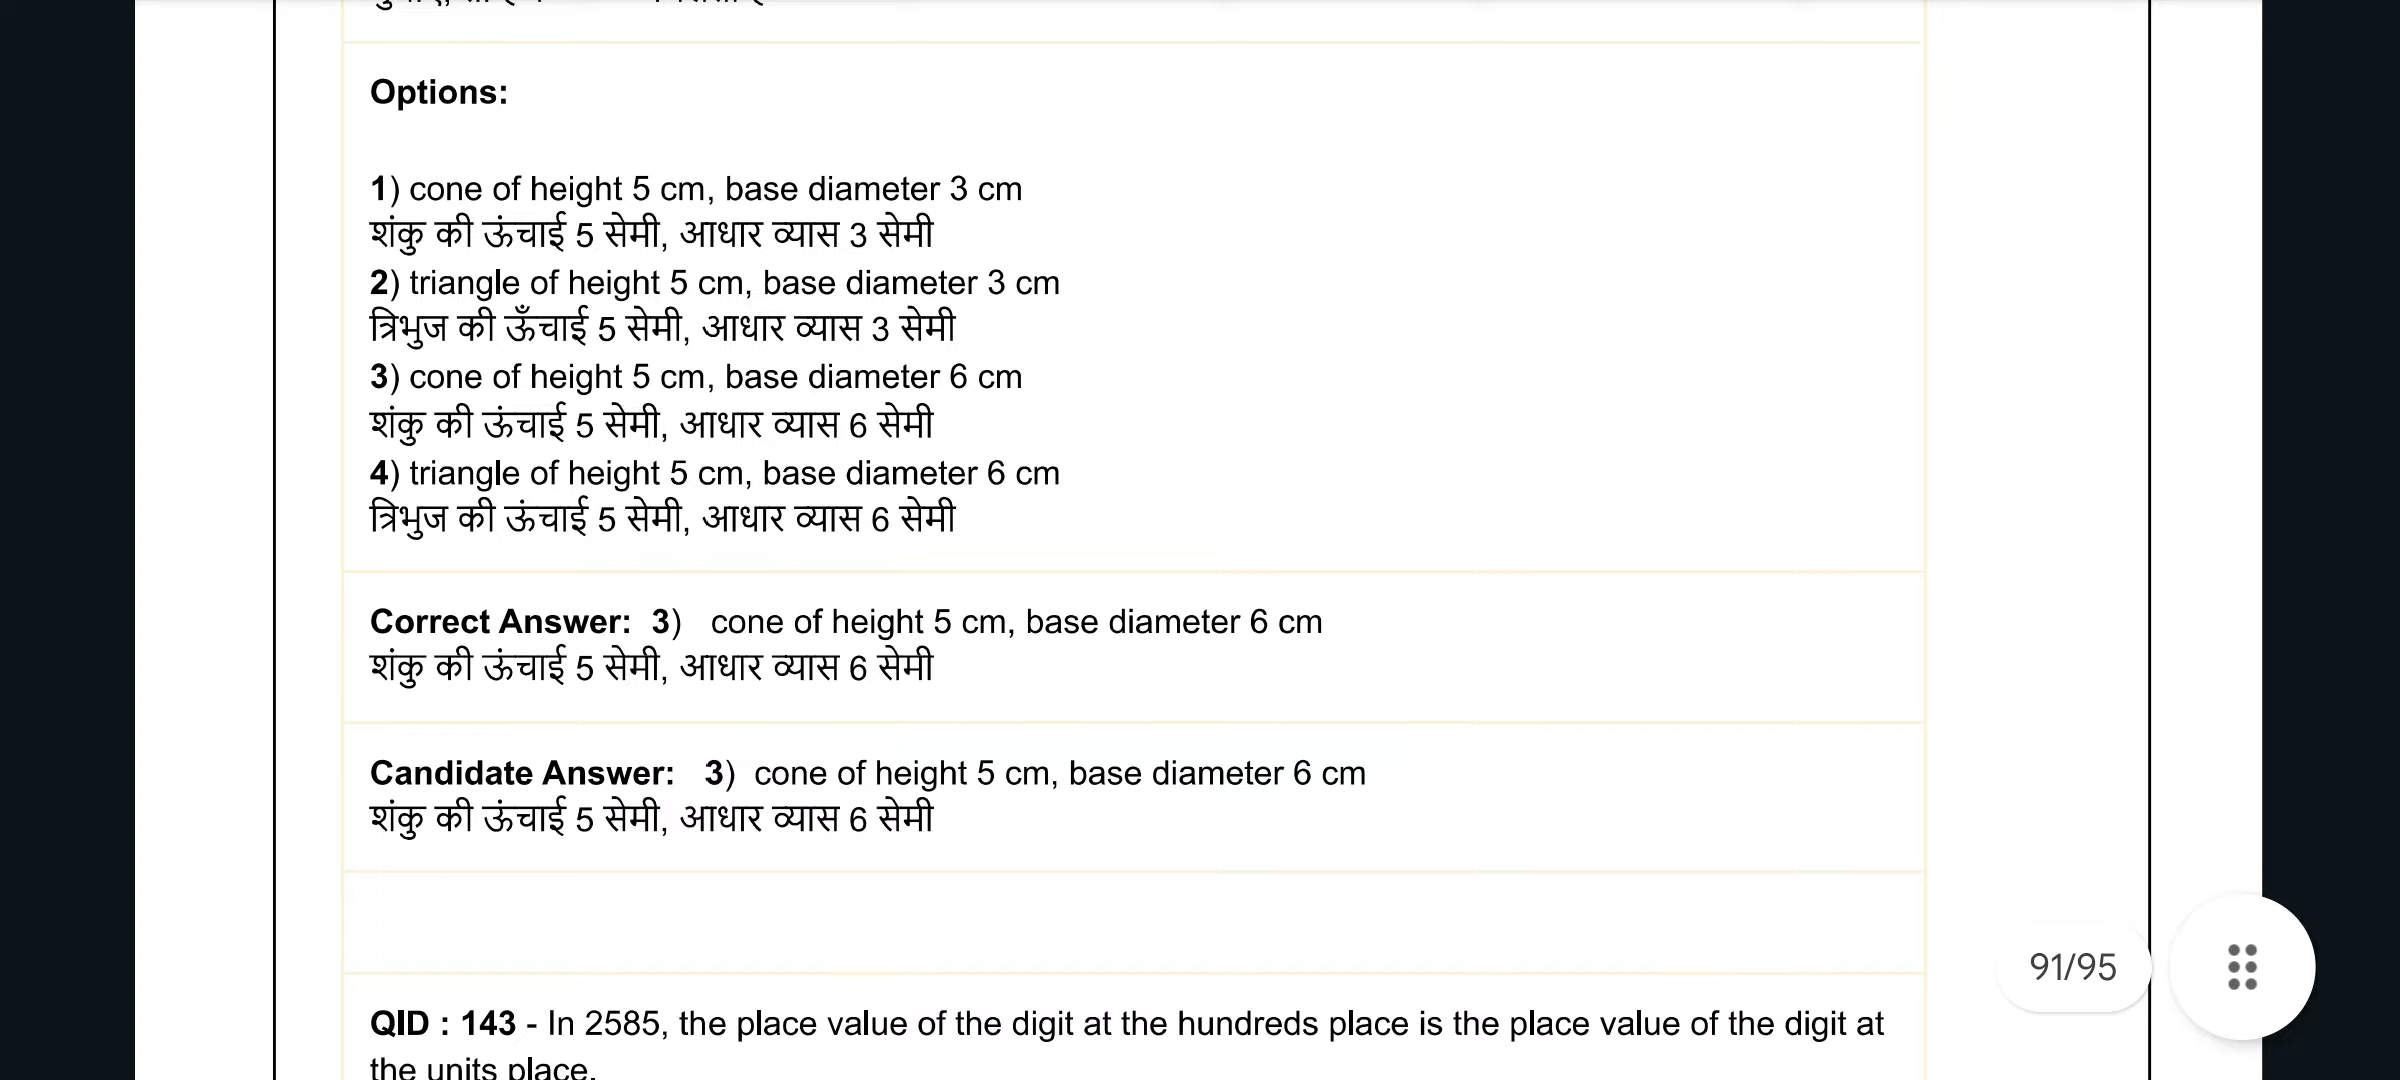 Options:
1) cone of height 5 cm, base diameter 3 cm
शंकु की ऊंचाई 5 सेमी, आधार व्यास 3 सेमी
2) triangle of height 5 cm, base diameter 3 cm
त्रिभुज की ऊँचाई 5 सेमी, आधार व्यास 3 सेमी
3) cone of height 5 cm, base diameter 6 cm
शंकु की ऊंचाई 5 सेमी, आधार व्यास 6 सेमी
4) triangle of height 5 cm, base diameter 6 cm
त्रिभुज की ऊंचाई 5 सेमी, आधार व्यास 6 सेमी
Correct Answer: 3) cone of height 5 cm, base diameter 6 cm
शंकु की ऊंचाई 5 सेमी, आधार व्यास 6 सेमी
Candidate Answer: 3) cone of height 5 cm, base diameter 6 cm
शंकु की ऊंचाई 5 सेमी, आधार व्यास 6 सेमी
91/95
QID : 143 - In 2585, the place value of the digit at the hundreds place is the place value of the digit at
the units place.